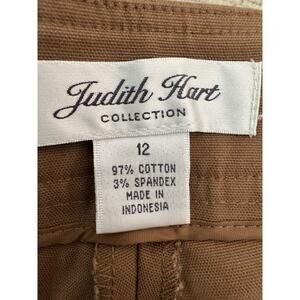 Judith Hart
COLLECTION
12
97% COTTON
3% SPANDEX
MADE IN
INDONESIA